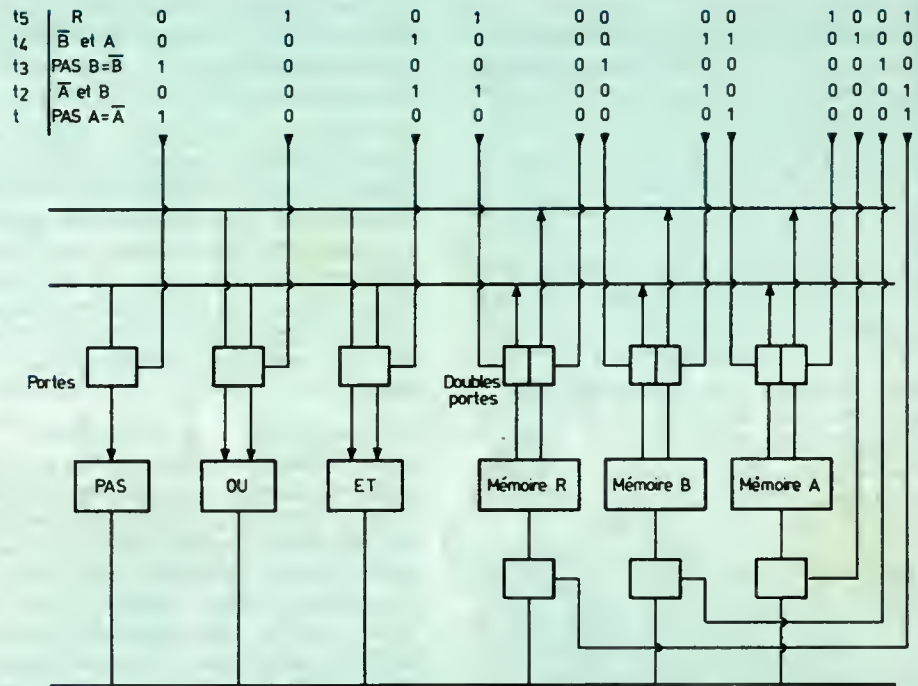 t5 R 0 1 0 1 0 0 0 0 1 0 0 1
t4 B̅ et A 0 0 1 0 0 0 1 1 0 1 0 0
t3 PAS B=B̅ 1 0 0 0 0 1 0 0 0 0 1 0
t2 A̅ et B 0 0 1 1 0 0 1 0 0 0 0 1
t PAS A=A̅ 1 0 0 0 0 0 0 1 0 0 0 1
Portes
Doubles
portes
PAS OU ET Mémoire R Mémoire B Mémoire A